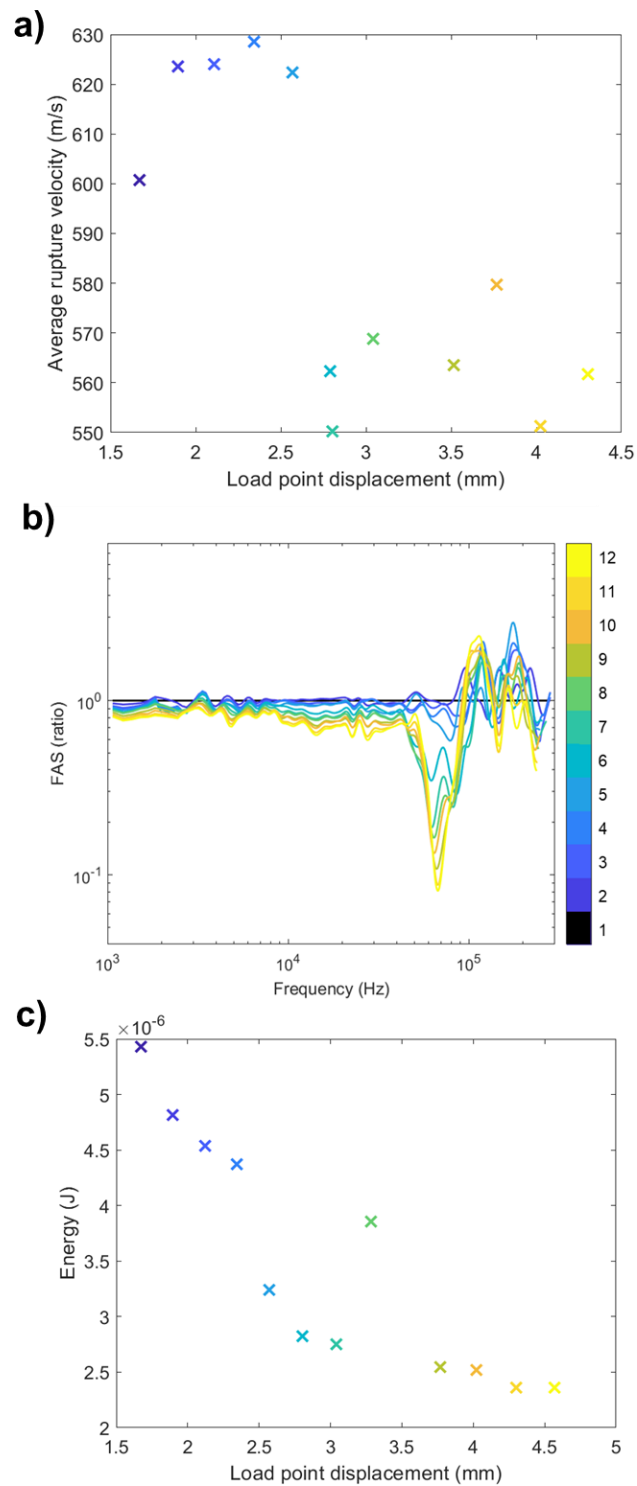 a)
630
620
610
600
590
580
570
560
550
Average rupture velocity (m/s)
1.5 2 2.5 3 3.5 4 4.5
Load point displacement (mm)
b)
10^0
10^-1
FAS (ratio)
10^3 10^4 10^5
Frequency (Hz)
12
11
10
9
8
7
6
5
4
3
2
1
c)
×10^-6
5.5
5
4.5
4
3.5
3
2.5
2
Energy (J)
1.5 2 2.5 3 3.5 4 4.5 5
Load point displacement (mm)